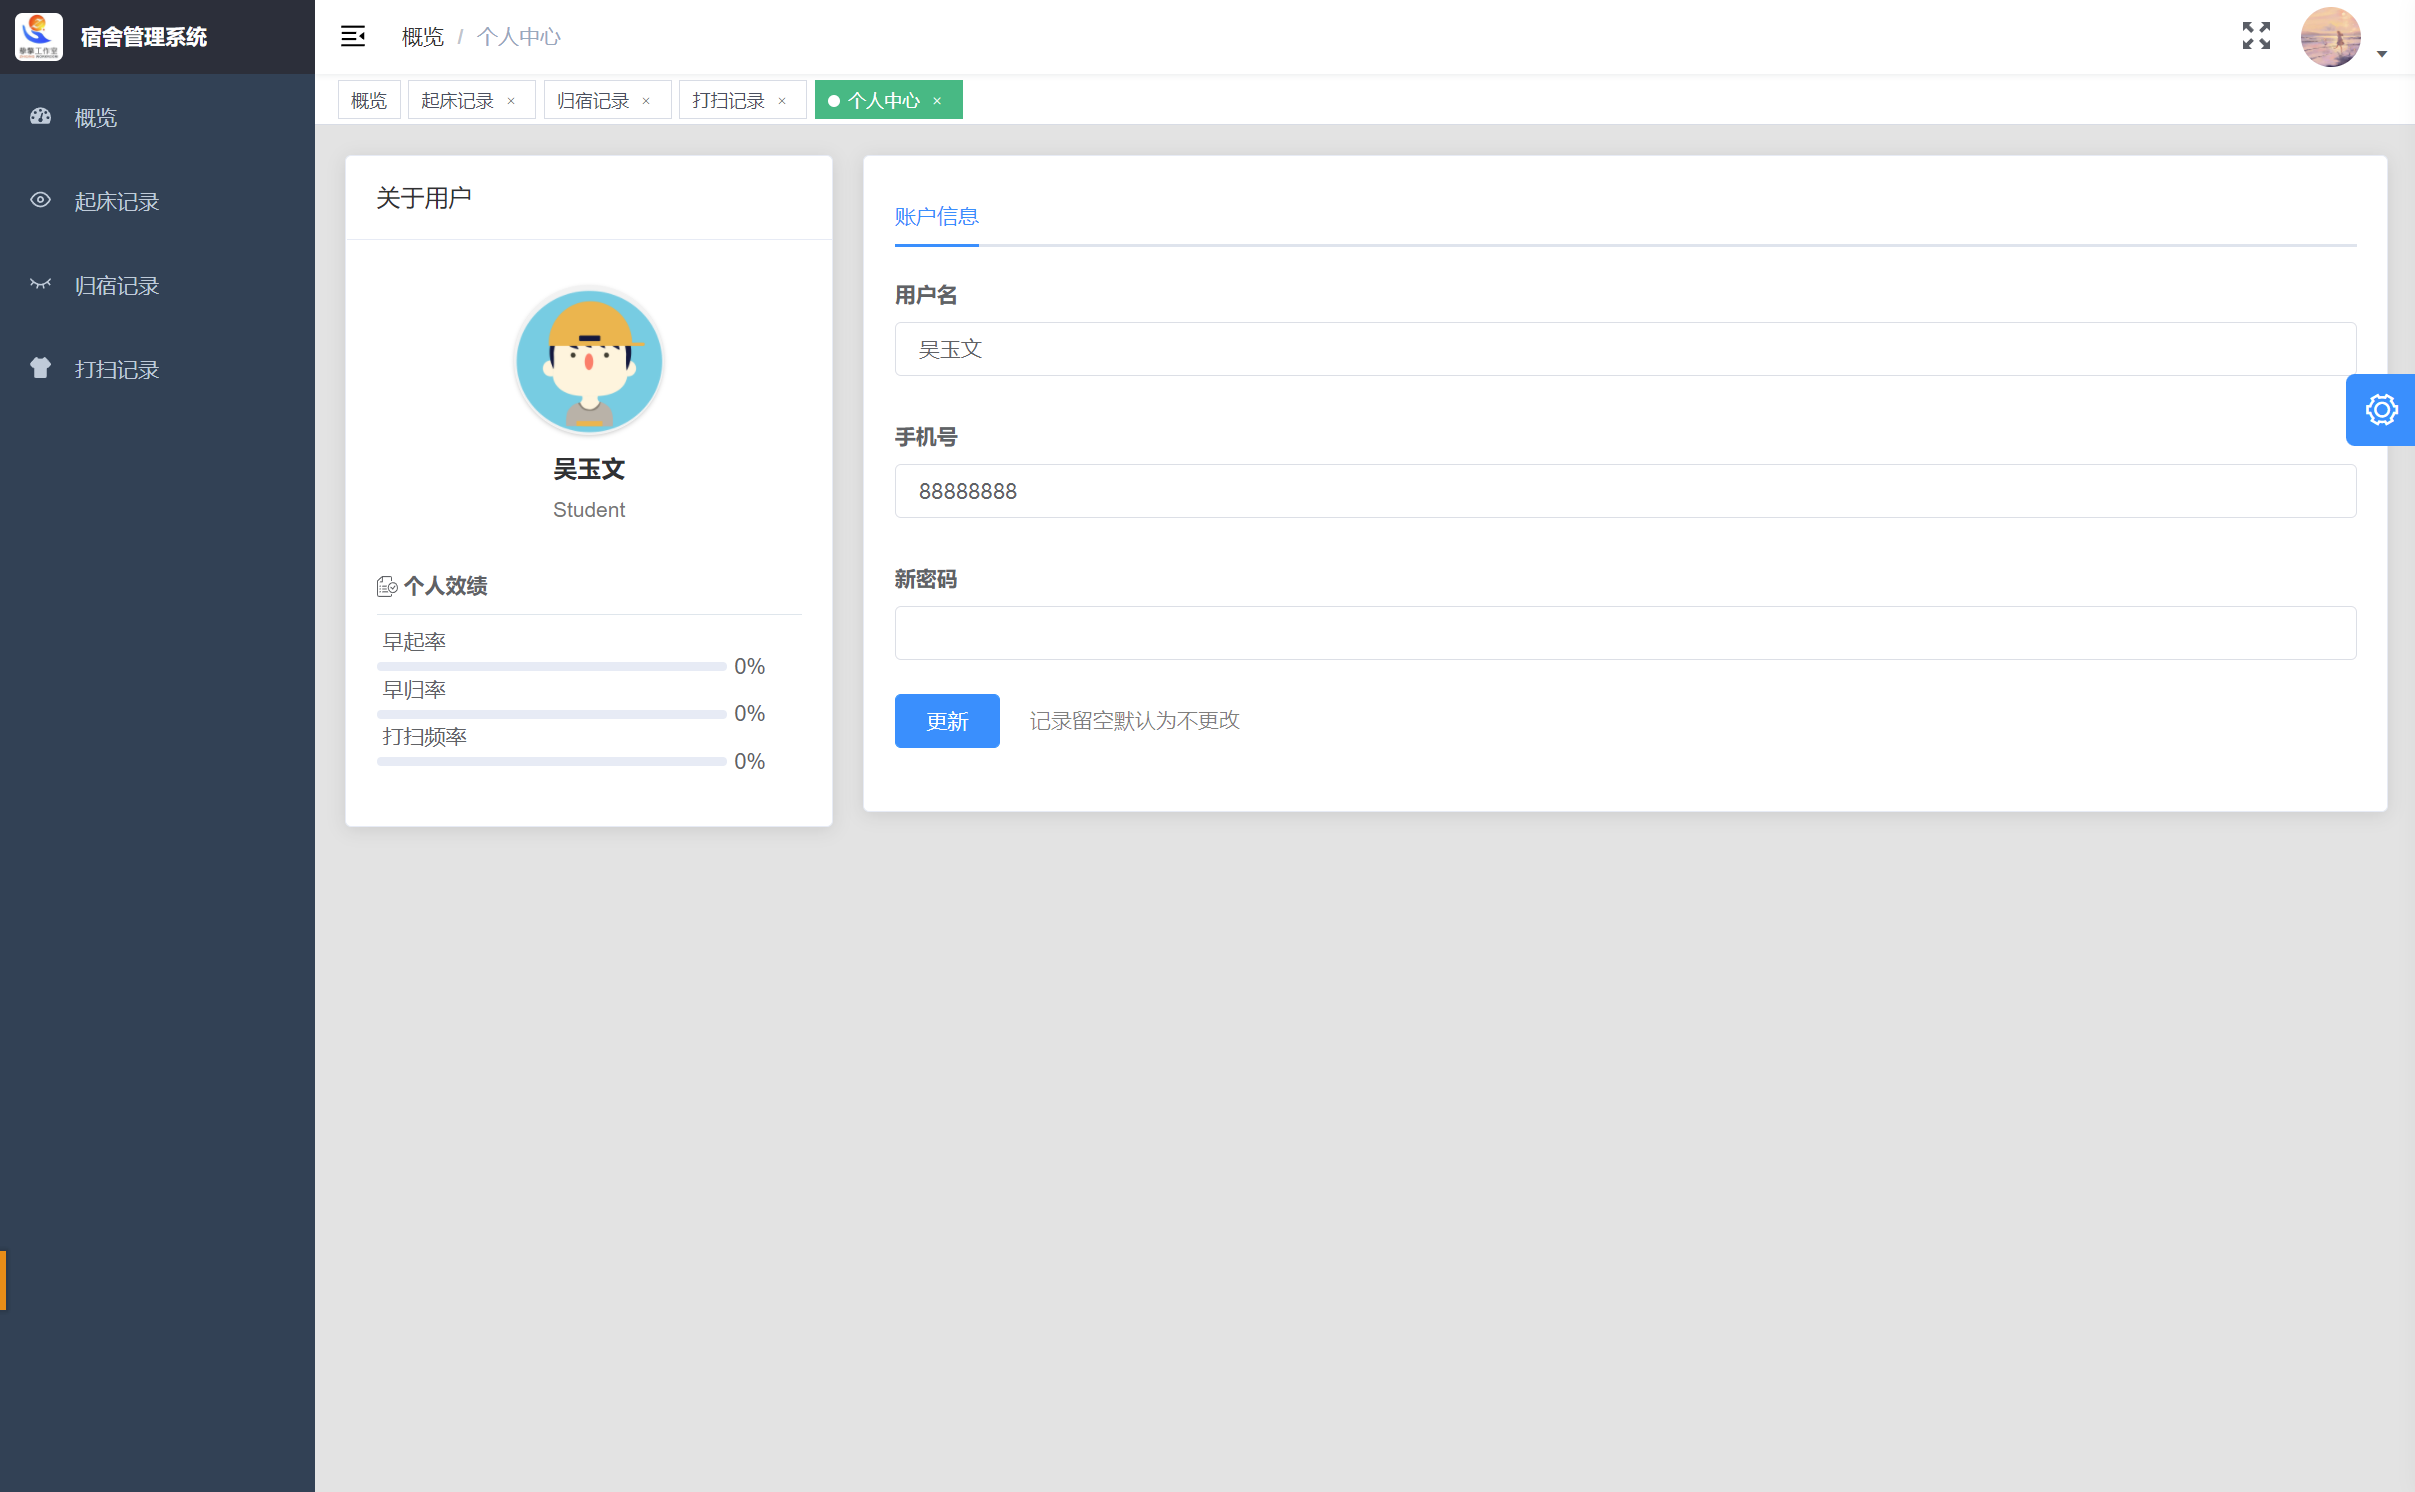 宿舍管理系统
概览 / 个人中心
概览
起床记录 ×
归宿记录 ×
打扫记录 ×
个人中心 ×
概览
起床记录
归宿记录
打扫记录
关于用户
吴玉文
Student
个人效绩
早起率
0%
早归率
0%
打扫频率
0%
账户信息
用户名
吴玉文
手机号
88888888
新密码
更新 记录留空默认为不更改